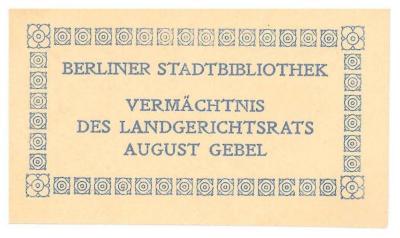 BERLINER STADTBIBLIOTHEK
VERMÄCHTNIS
DES LANDGERICHTSRATS
AUGUST GEBEL